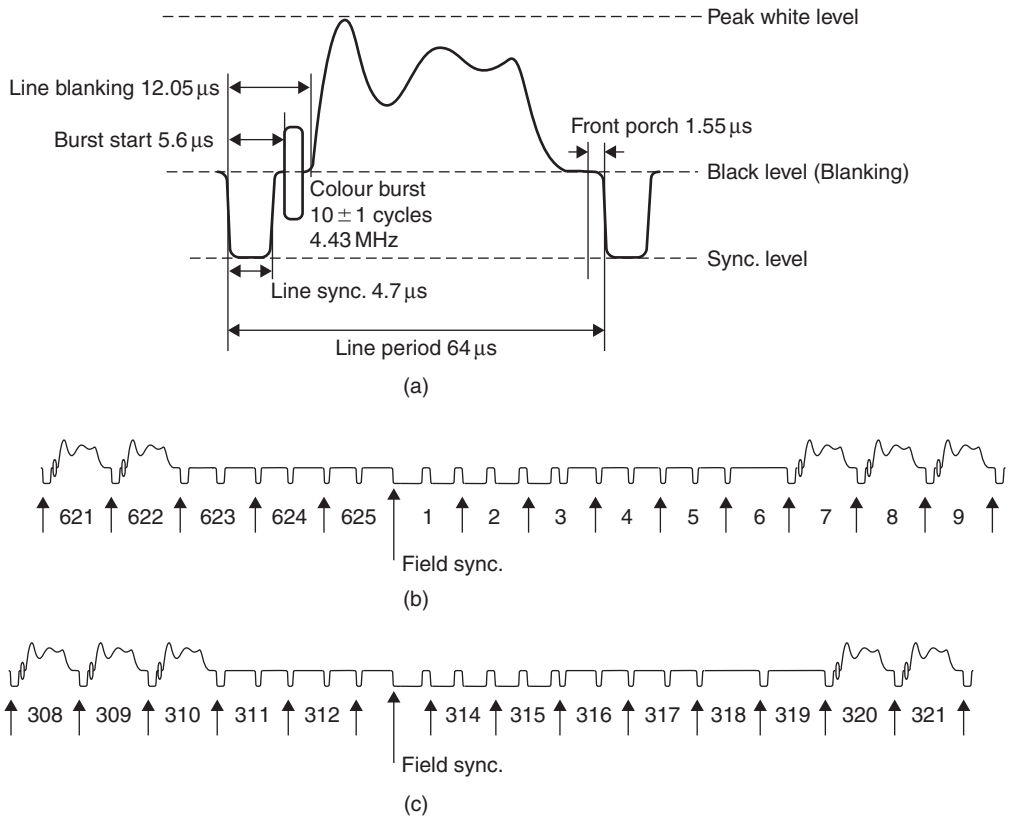 Peak white level
Line blanking 12.05 μs
Burst start 5.6 μs
Front porch 1.55 μs
Black level (Blanking)
Colour burst
10 ± 1 cycles
4.43 MHz
Sync. level
Line sync. 4.7 μs
Line period 64 μs
(a)
621 622 623 624 625 1 2 3 4 5 6 7 8 9
Field sync.
(b)
308 309 310 311 312 314 315 316 317 318 319 320 321
Field sync.
(c)